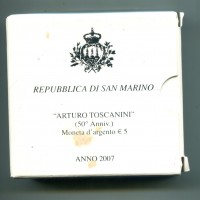 REPUBBLICA DI SAN MARINO
"ARTURO TOSCANINI"
(50° Anniv.)
Moneta d'argento € 5
ANNO 2007